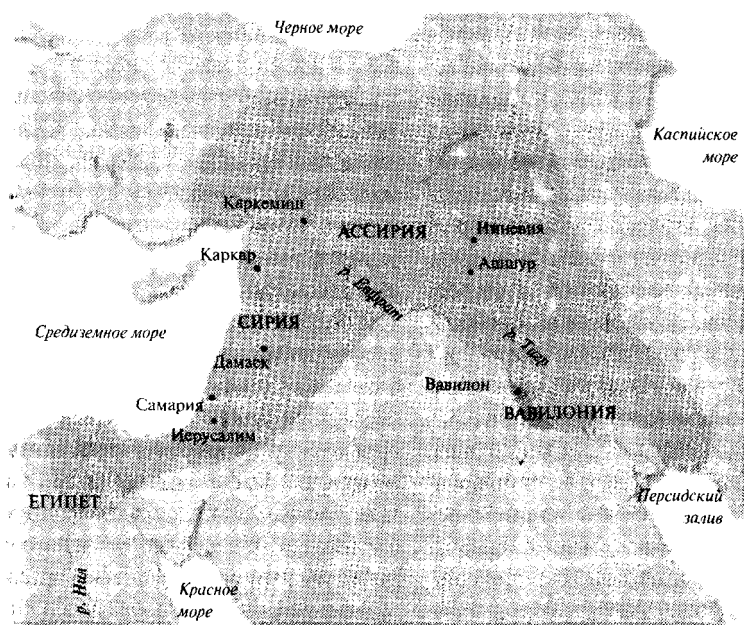 Черное море
Каспийское
море
Каркемиш
АССИРИЯ
Ниневия
Каркар
Ашшур
р. Евфрат
Средиземное море
СИРИЯ
р. Тигр
Дамаск
Вавилон
Самария
ВАВИЛОНИЯ
Иерусалим
ЕГИПЕТ
Персидский
залив
р. Нил
Красное
море